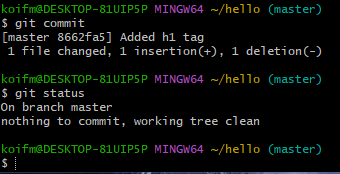 koifm@DESKTOP-81UIP5P MINGW64 ~/hello (master)
$ git commit
[master 8662fa5] Added h1 tag
 1 file changed, 1 insertion(+), 1 deletion(-)

koifm@DESKTOP-81UIP5P MINGW64 ~/hello (master)
$ git status
On branch master
nothing to commit, working tree clean

koifm@DESKTOP-81UIP5P MINGW64 ~/hello (master)
$